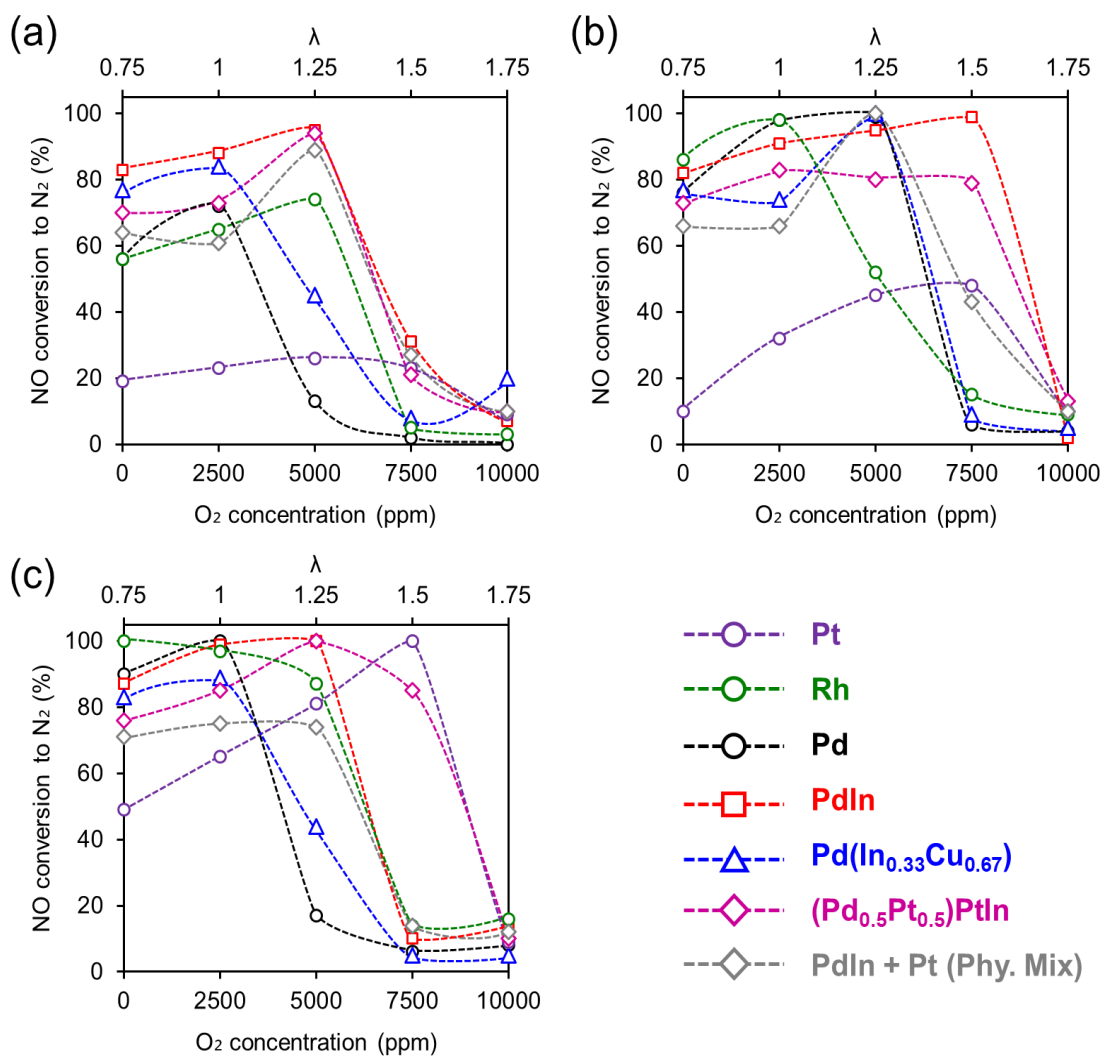 (a)
λ
0.75 1 1.25 1.5 1.75
NO conversion to N₂ (%)
100
80
60
40
20
0
0 2500 5000 7500 10000
O₂ concentration (ppm)
(b)
λ
0.75 1 1.25 1.5 1.75
NO conversion to N₂ (%)
100
80
60
40
20
0
0 2500 5000 7500 10000
O₂ concentration (ppm)
(c)
λ
0.75 1 1.25 1.5 1.75
NO conversion to N₂ (%)
100
80
60
40
20
0
0 2500 5000 7500 10000
O₂ concentration (ppm)
Pt
Rh
Pd
PdIn
Pd(In₀.₃₃Cu₀.₆₇)
(Pd₀.₅Pt₀.₅)PtIn
PdIn + Pt (Phy. Mix)